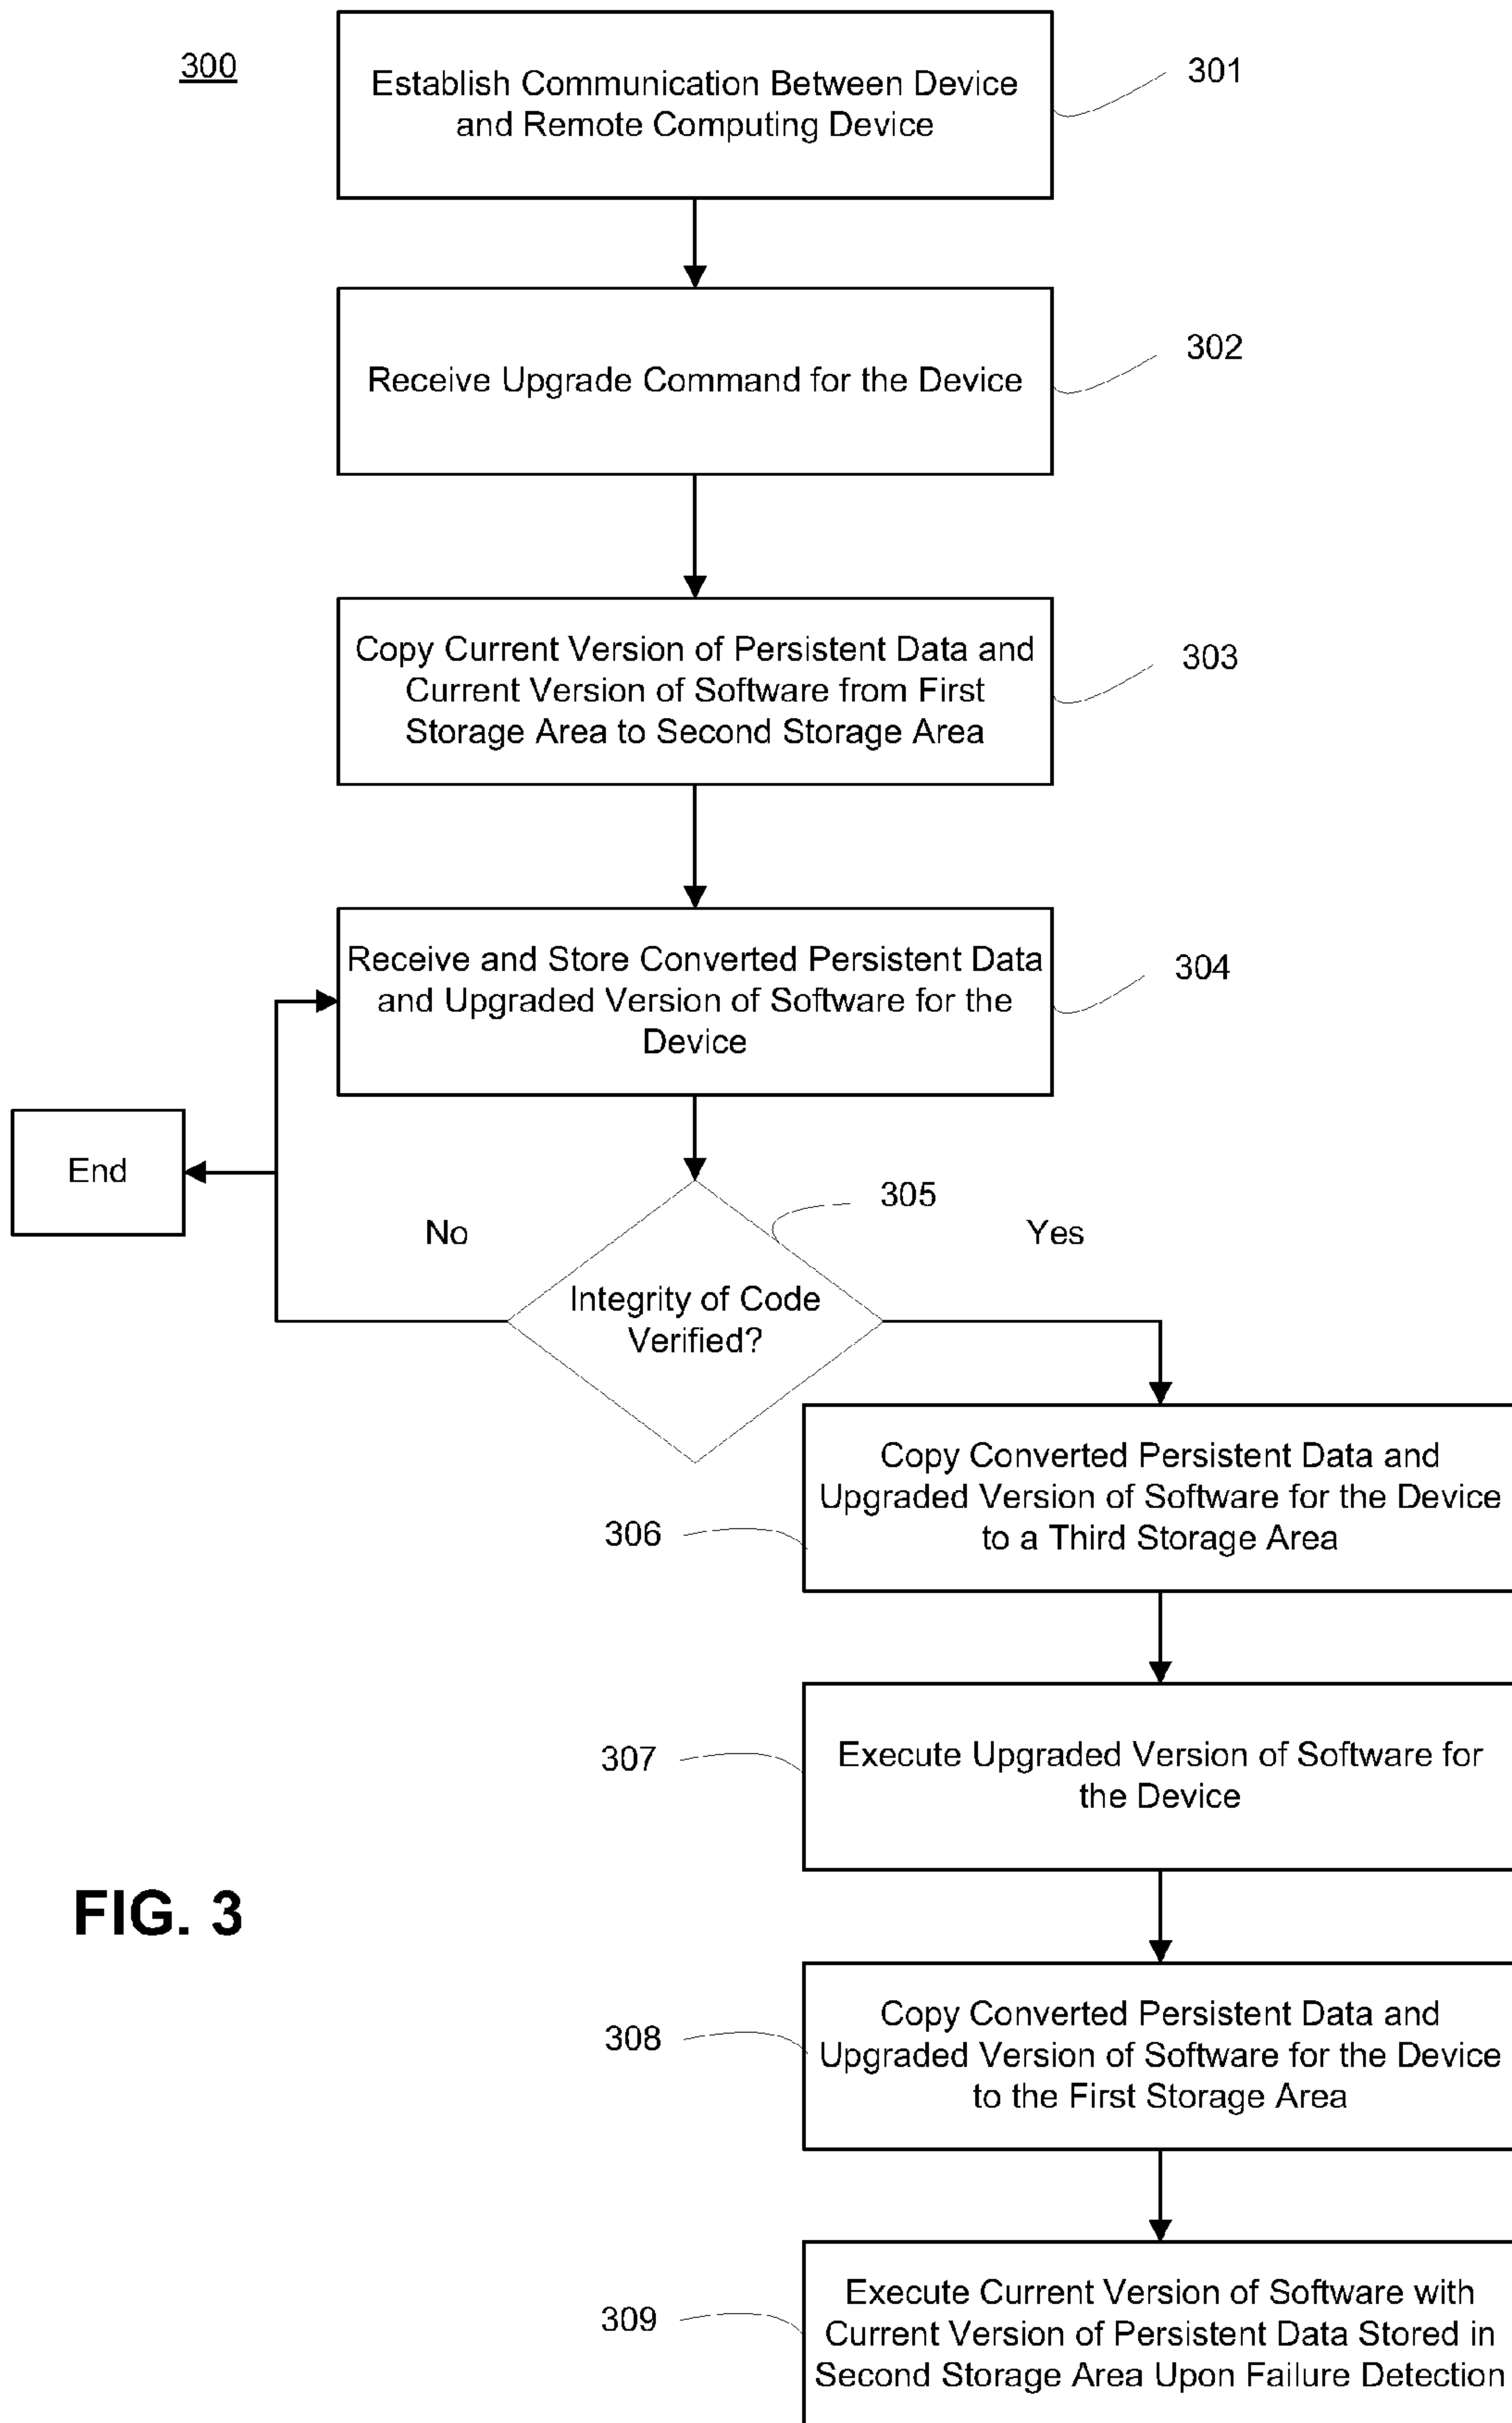 300
Establish Communication Between Device
and Remote Computing Device
301
Receive Upgrade Command for the Device
302
Copy Current Version of Persistent Data and
Current Version of Software from First
Storage Area to Second Storage Area
303
Receive and Store Converted Persistent Data
and Upgraded Version of Software for the
Device
304
End
No
305
Yes
Integrity of Code
Verified?
Copy Converted Persistent Data and
Upgraded Version of Software for the Device
to a Third Storage Area
306
Execute Upgraded Version of Software for
the Device
307
FIG. 3
Copy Converted Persistent Data and
Upgraded Version of Software for the Device
to the First Storage Area
308
Execute Current Version of Software with
Current Version of Persistent Data Stored in
Second Storage Area Upon Failure Detection
309